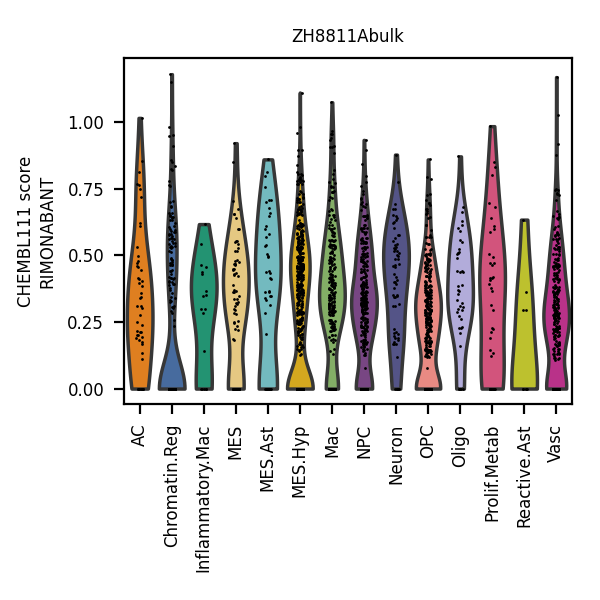 ZH8811Abulk
CHEMBL111 score
RIMONABANT
1.00
0.75
0.50
0.25
0.00
AC
Chromatin.Reg
Inflammatory.Mac
MES
MES.Ast
MES.Hyp
Mac
NPC
Neuron
OPC
Oligo
Prolif.Metab
Reactive.Ast
Vasc